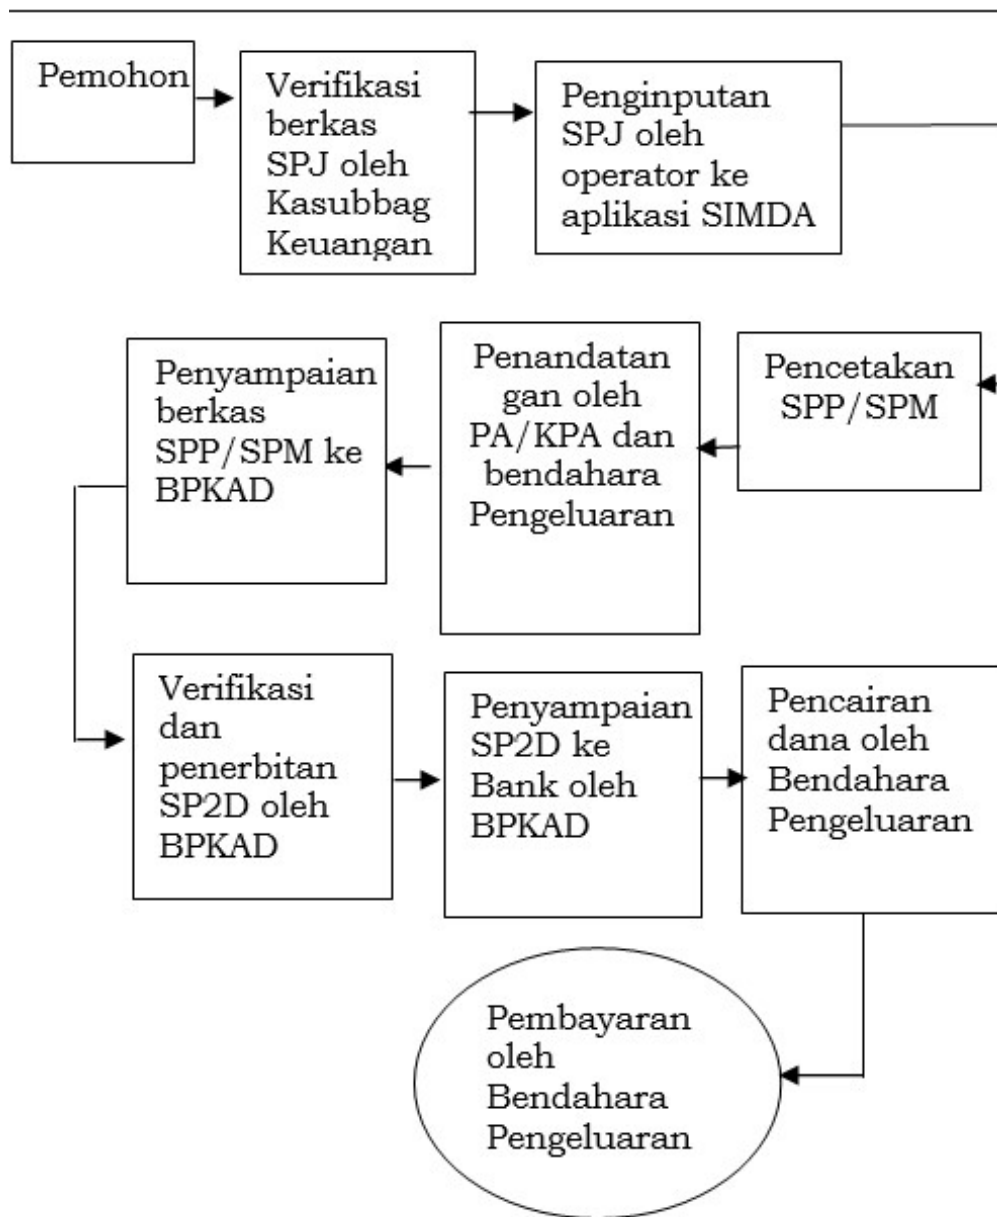 Pemohon
Verifikasi
berkas
SPJ oleh
Kasubbag
Keuangan
Penginputan
SPJ oleh
operator ke
aplikasi SIMDA
Pencetakan
SPP/SPM
Penandatan
gan oleh
PA/KPA dan
bendahara
Pengeluaran
Penyampaian
berkas
SPP/SPM ke
BPKAD
Verifikasi
dan
penerbitan
SP2D oleh
BPKAD
Penyampaian
SP2D ke
Bank oleh
BPKAD
Pencairan
dana oleh
Bendahara
Pengeluaran
Pembayaran
oleh
Bendahara
Pengeluaran